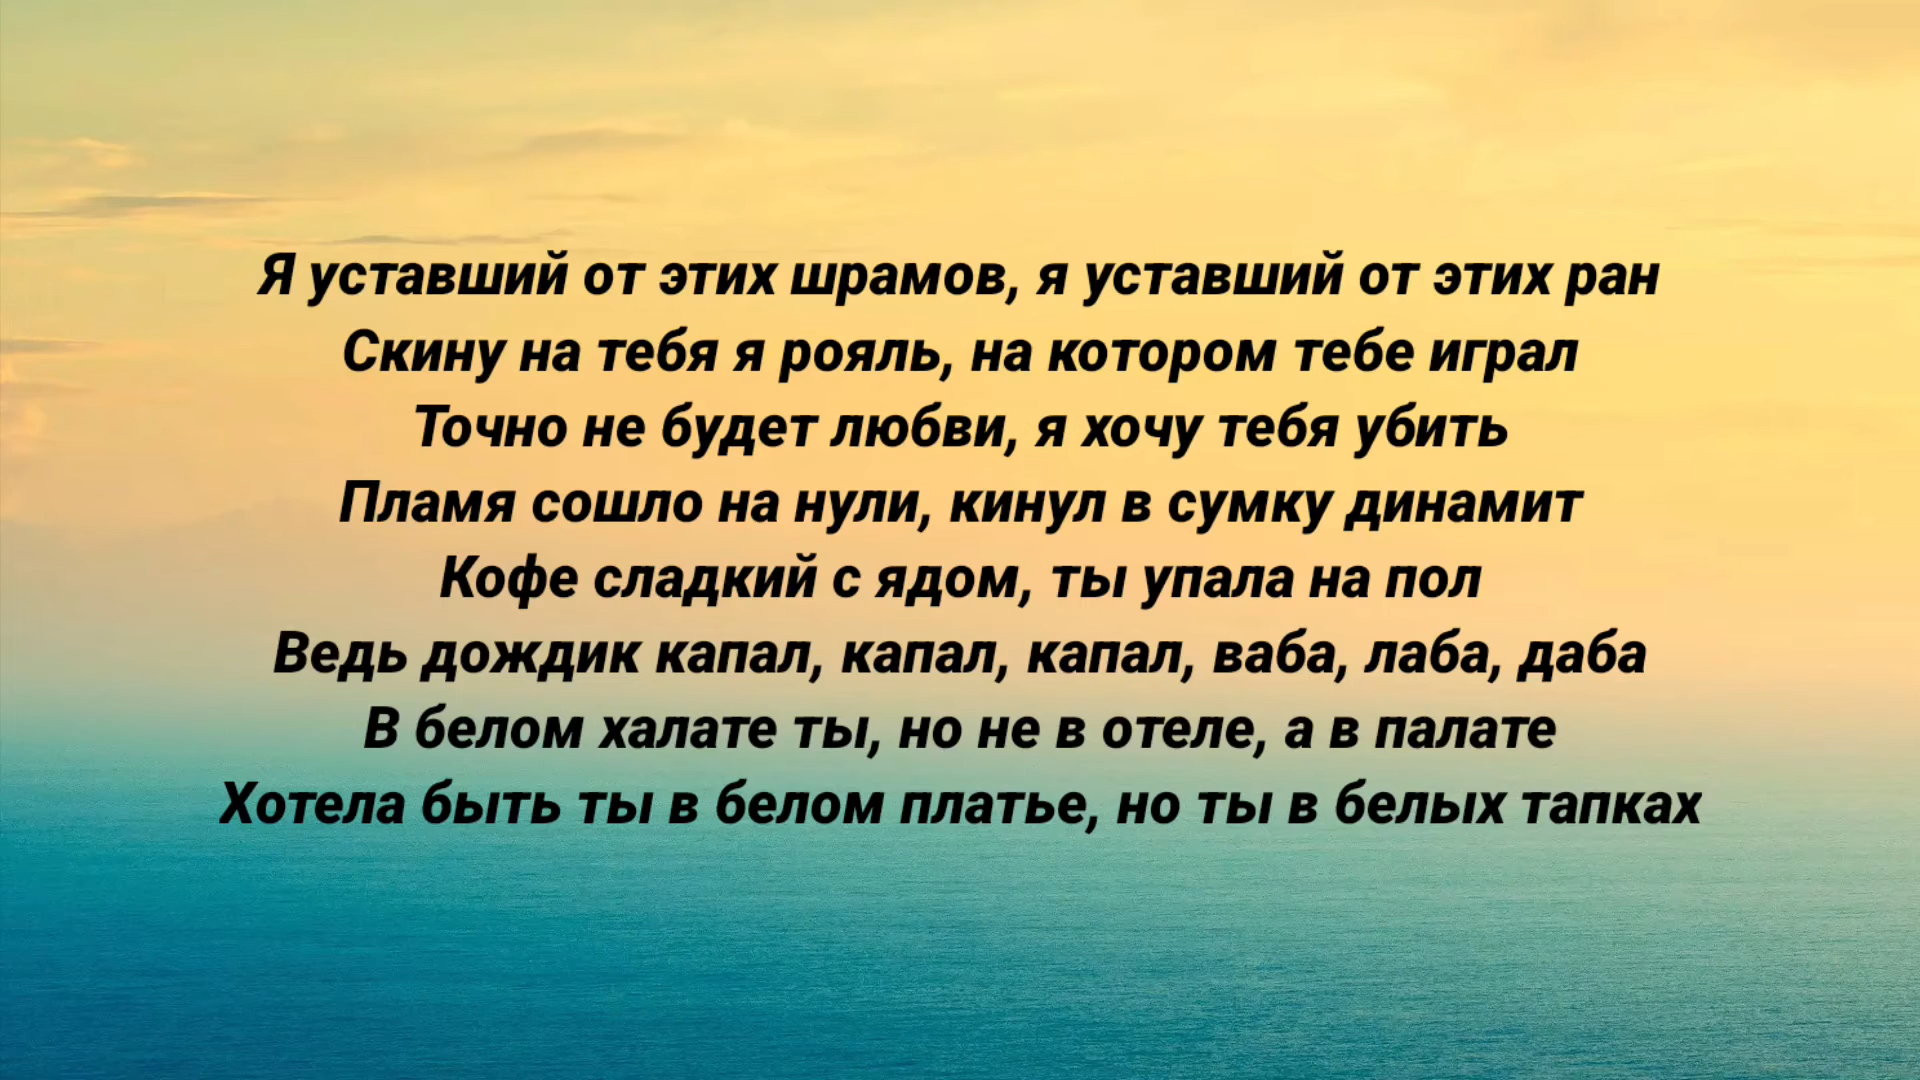 Я уставший от этих шрамов, я уставший от этих ран
Скину на тебя я рояль, на котором тебе играл
Точно не будет любви, я хочу тебя убить
Пламя сошло на нули, кинул в сумку динамит
Кофе сладкий с ядом, ты упала на пол
Ведь дождик капал, капал, капал, ваба, лаба, даба
В белом халате ты, но не в отеле, а в палате
Хотела быть ты в белом платье, но ты в белых тапках